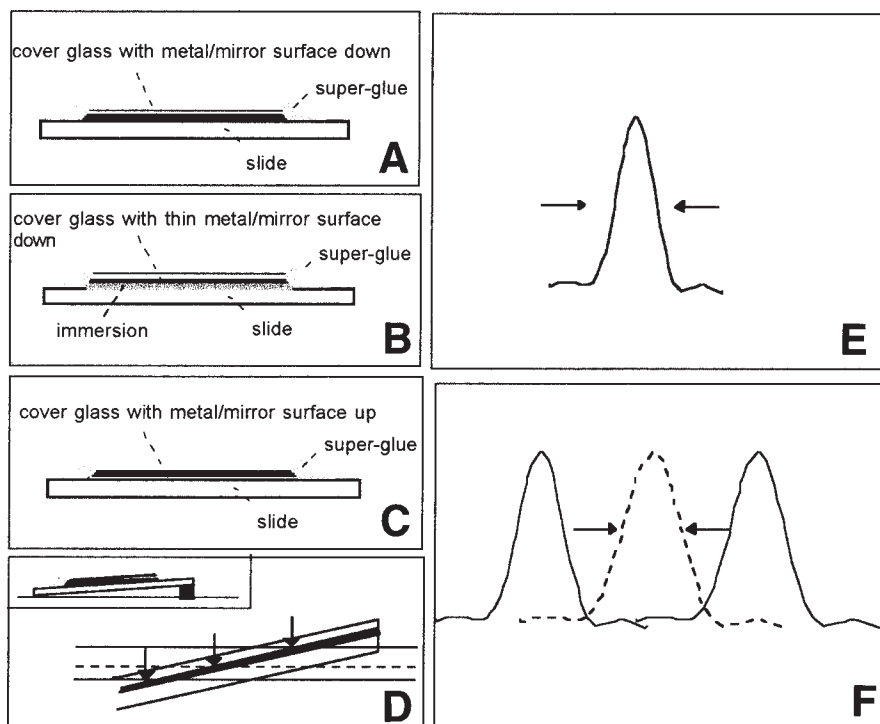 cover glass with metal/mirror surface down
super-glue
slide
A
cover glass with thin metal/mirror surface
down
super-glue
immersion
slide
B
cover glass with metal/mirror surface up
super-glue
slide
C
D
E
F